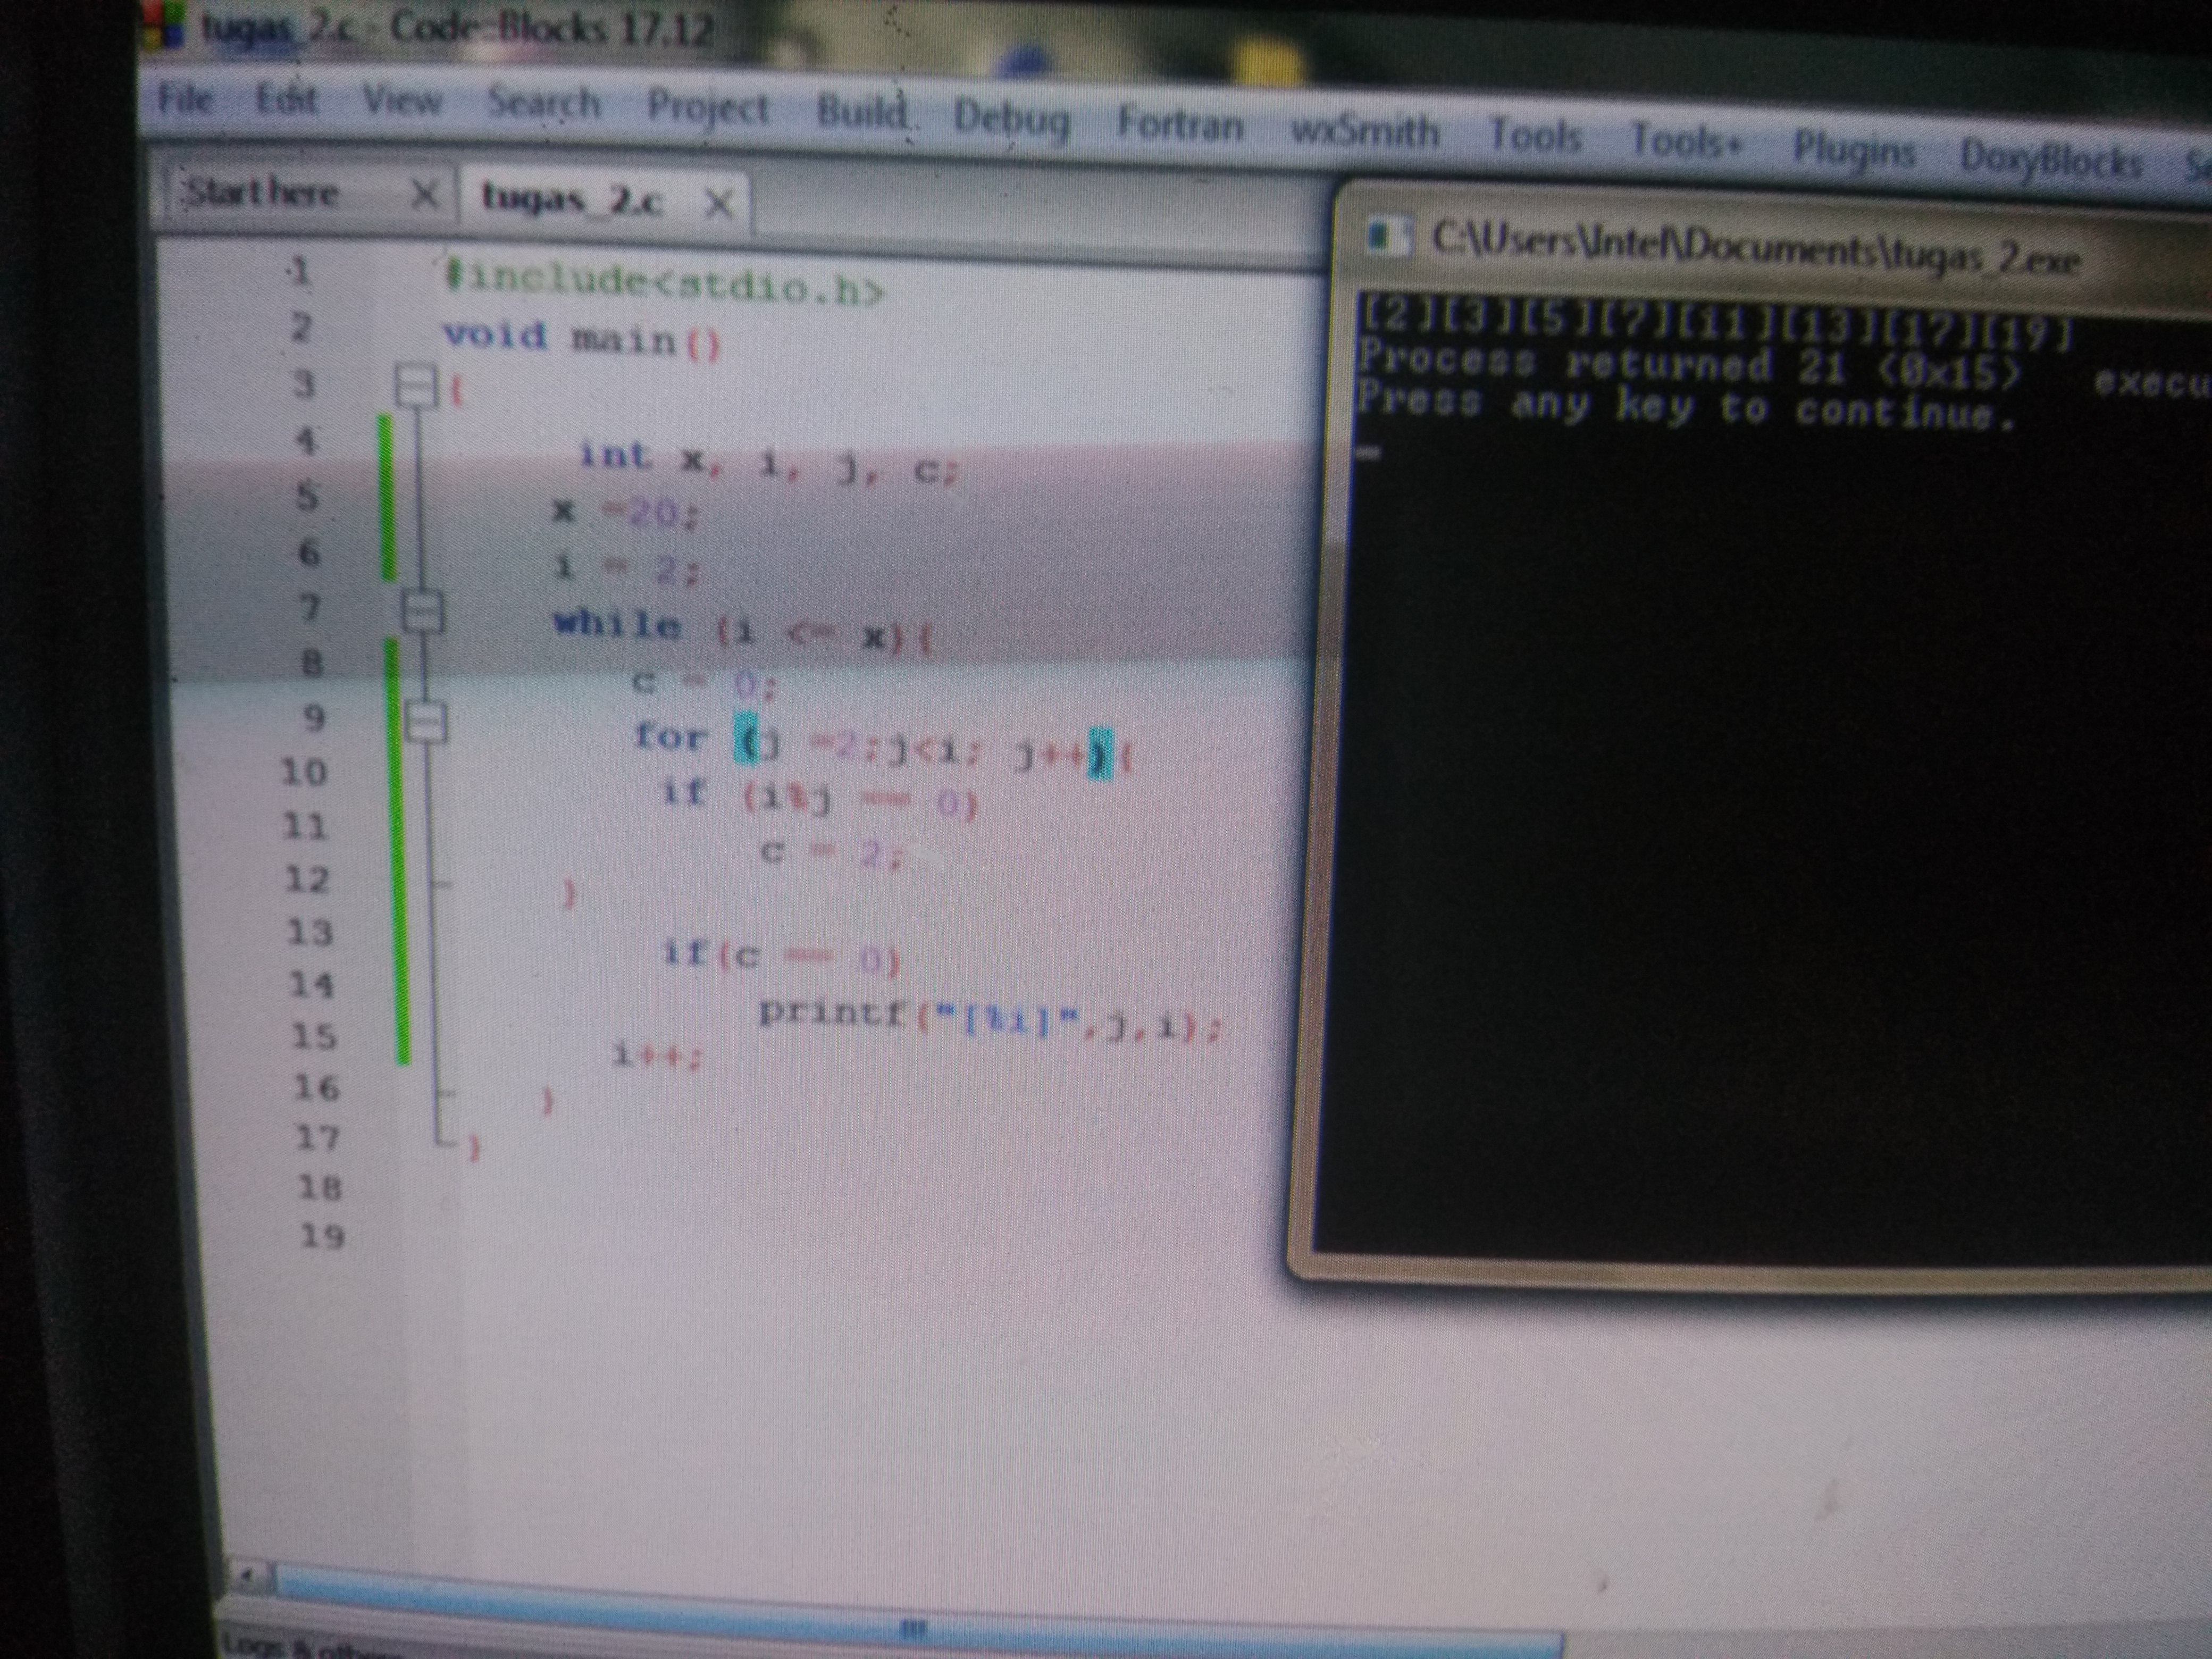 tugas_2.c - Code::Blocks 17.12
File Edit View Search Project Build Debug Fortran wxSmith Tools Tools+ Plugins DoxyBlocks
Start here tugas_2.c
1 #include<stdio.h>
2 void main()
3 {
4 int x, i, j, c;
5 x =20;
6 i = 2;
7 while (i <= x){
8 c = 0;
9 for (j =2;j<i; j++){
10 if (i%j == 0)
11 c = 2;
12 }
13 if(c == 0)
14 printf("[%i]",j,i);
15 i++;
16 }
17 }
18
19
C:\Users\Intel\Documents\tugas_2.exe
[2][3][5][7][11][13][17][19]
Process returned 21 (0x15) execu
Press any key to continue.
Logs & othe